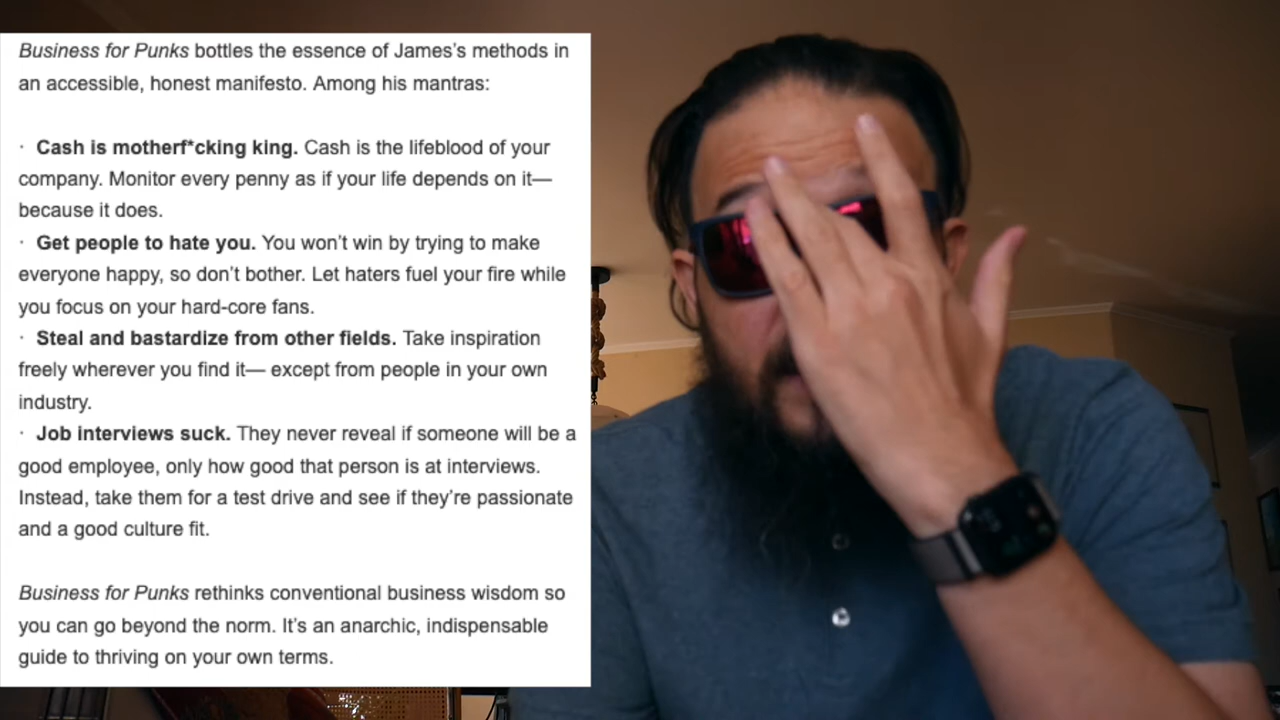 Business for Punks bottles the essence of James's methods in
an accessible, honest manifesto. Among his mantras:
· Cash is motherf*cking king. Cash is the lifeblood of your
company. Monitor every penny as if your life depends on it—
because it does.
· Get people to hate you. You won't win by trying to make
everyone happy, so don't bother. Let haters fuel your fire while
you focus on your hard-core fans.
· Steal and bastardize from other fields. Take inspiration
freely wherever you find it— except from people in your own
industry.
· Job interviews suck. They never reveal if someone will be a
good employee, only how good that person is at interviews.
Instead, take them for a test drive and see if they're passionate
and a good culture fit.
Business for Punks rethinks conventional business wisdom so
you can go beyond the norm. It's an anarchic, indispensable
guide to thriving on your own terms.